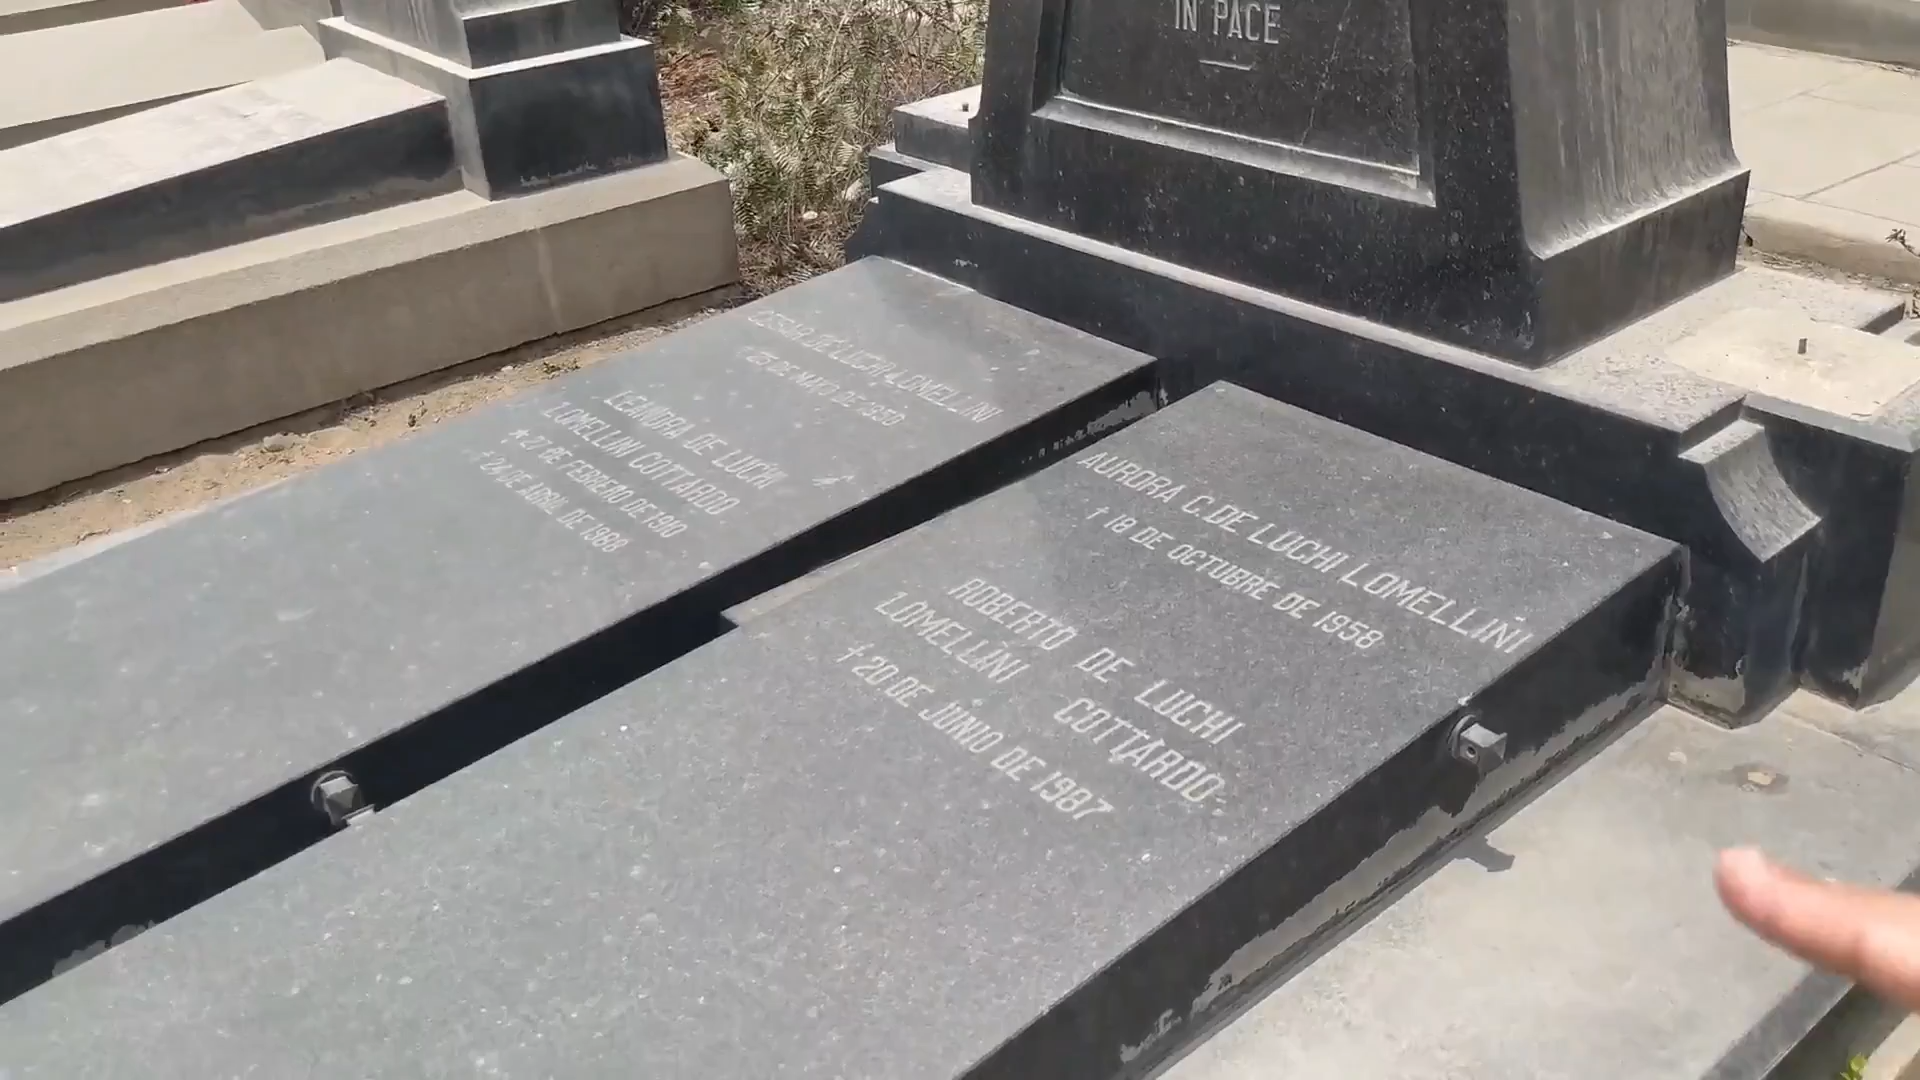 IN PACE
CESAR DE LUCHI LOMELLINI
25 DE MAYO DE 1950
LEANDRA DE LUCHI
LOMELLINI COTTARDO
* 27 DE FEBRERO DE 1910
† 24 DE ABRIL DE 1988
AURORA C. DE LUCHI LOMELLINI
† 18 DE OCTUBRE DE 1958
ROBERTO DE LUCHI
LOMELLINI COTTARDO
† 20 DE JUNIO DE 1987